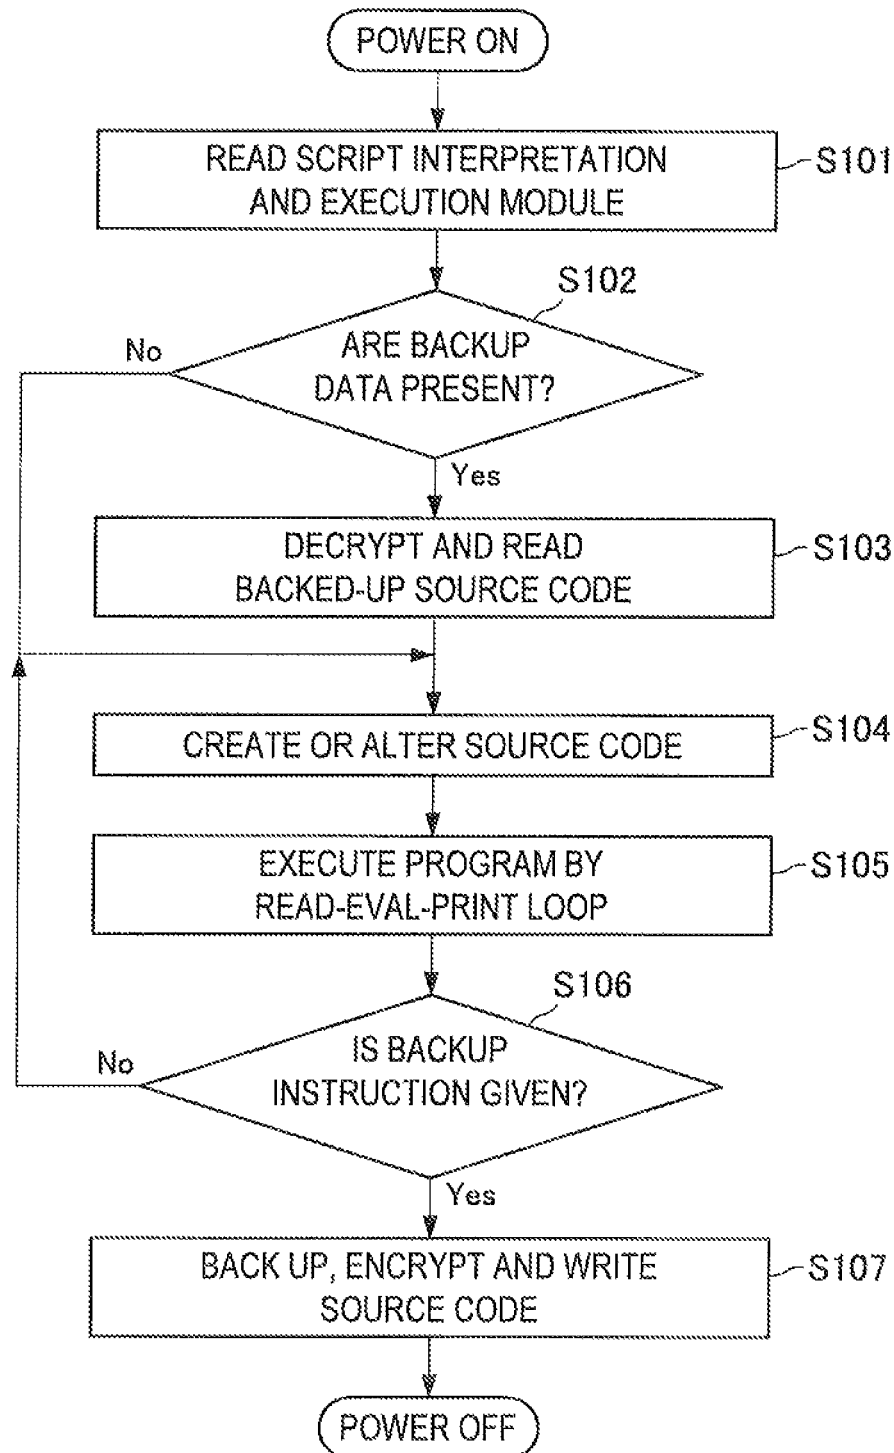 POWER ON
READ SCRIPT INTERPRETATION
AND EXECUTION MODULE
S101
S102
ARE BACKUP
DATA PRESENT?
No
Yes
DECRYPT AND READ
BACKED-UP SOURCE CODE
S103
CREATE OR ALTER SOURCE CODE
S104
EXECUTE PROGRAM BY
READ-EVAL-PRINT LOOP
S105
S106
IS BACKUP
INSTRUCTION GIVEN?
No
Yes
BACK UP, ENCRYPT AND WRITE
SOURCE CODE
S107
POWER OFF